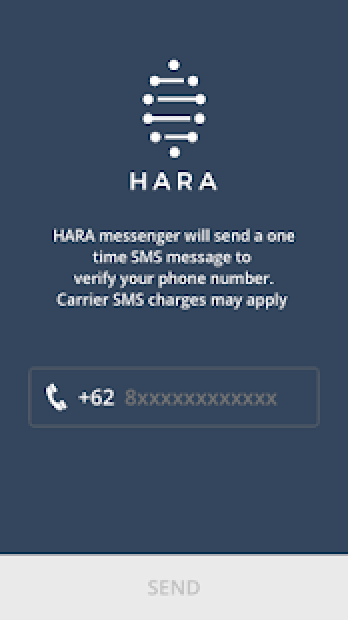 HARA
HARA messenger will send a one
time SMS message to
verify your phone number.
Carrier SMS charges may apply
+62 8xxxxxxxxxxxx
SEND